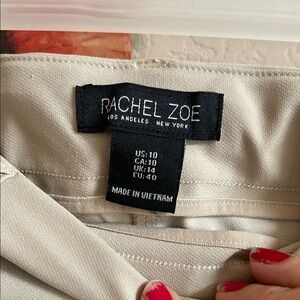 RACHEL ZOE
LOS ANGELES NEW YORK
US: 10
CA: 10
UK: 14
EU: 40
MADE IN VIETNAM